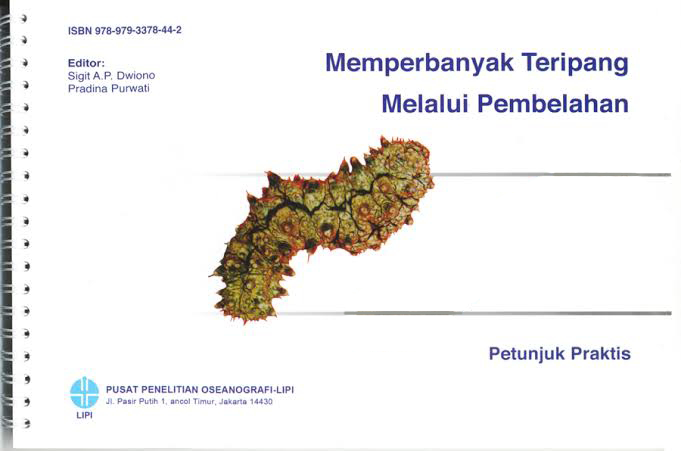 ISBN 978-979-3378-44-2
Editor:
Sigit A.P. Dwiono
Pradina Purwati
Memperbanyak Teripang
Melalui Pembelahan
Petunjuk Praktis
PUSAT PENELITIAN OSEANOGRAFI-LIPI
Jl. Pasir Putih 1, ancol Timur, Jakarta 14430
LIPI